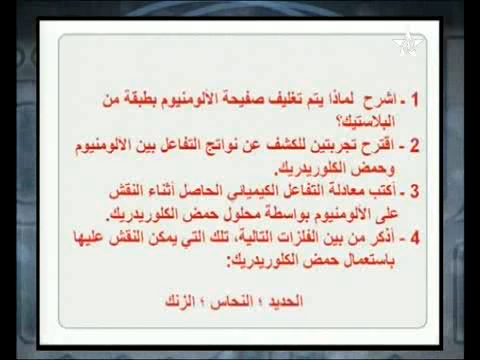 1 - اشرح لماذا يتم تغليف صفيحة الألومنيوم بطبقة من
البلاستيك؟
2 - اقترح تجربتين للكشف عن نواتج التفاعل بين الألومنيوم
وحمض الكلوريدريك.
3 - أكتب معادلة التفاعل الكيميائي الحاصل أثناء النقش
على الألومنيوم بواسطة محلول حمض الكلوريدريك.
4 - أذكر من بين الفلزات التالية، تلك التي يمكن النقش عليها
باستعمال حمض الكلوريدريك:
الحديد ؛ النحاس ؛ الزنك